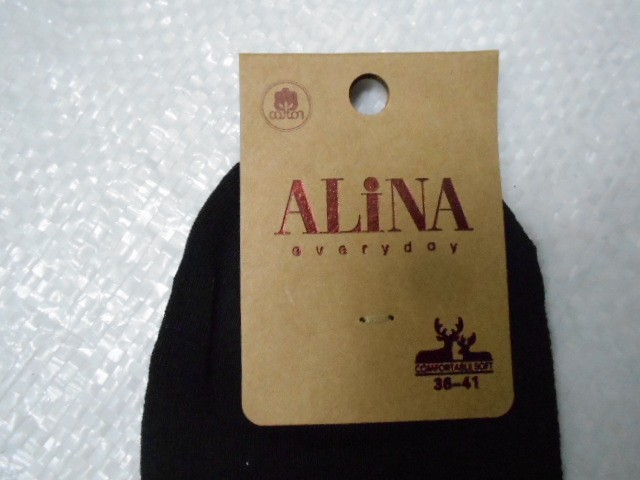 cotton
ALiNA
everyday
COMFORTABLE SOFT
36-41